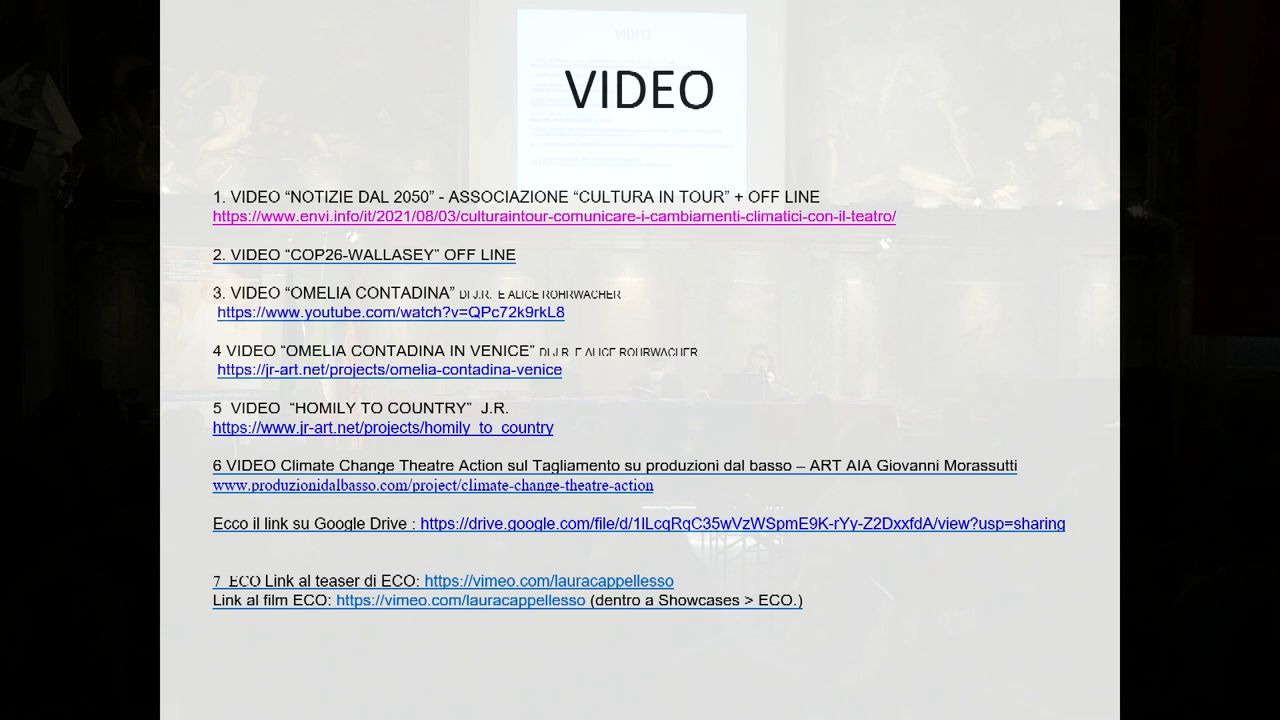 VIDEO
1. VIDEO “NOTIZIE DAL 2050” - ASSOCIAZIONE “CULTURA IN TOUR” + OFF LINE
https://www.envi.info/it/2021/08/03/culturaintour-comunicare-i-cambiamenti-climatici-con-il-teatro/
2. VIDEO “COP26-WALLASEY” OFF LINE
3. VIDEO “OMELIA CONTADINA” DI J.R. E ALICE ROHRWACHER
https://www.youtube.com/watch?v=QPc72k9rkL8
4 VIDEO “OMELIA CONTADINA IN VENICE” DI J.R. E ALICE ROHRWACHER
https://jr-art.net/projects/omelia-contadina-venice
5 VIDEO “HOMILY TO COUNTRY” J.R.
https://www.jr-art.net/projects/homily_to_country
6 VIDEO Climate Change Theatre Action sul Tagliamento su produzioni dal basso – ART AIA Giovanni Morassutti
www.produzionidalbasso.com/project/climate-change-theatre-action
Ecco il link su Google Drive : https://drive.google.com/file/d/1lLcqRqC35wVzWSpmE9K-rYy-Z2DxxfdA/view?usp=sharing
7 ECO Link al teaser di ECO: https://vimeo.com/lauracappellesso
Link al film ECO: https://vimeo.com/lauracappellesso (dentro a Showcases > ECO.)